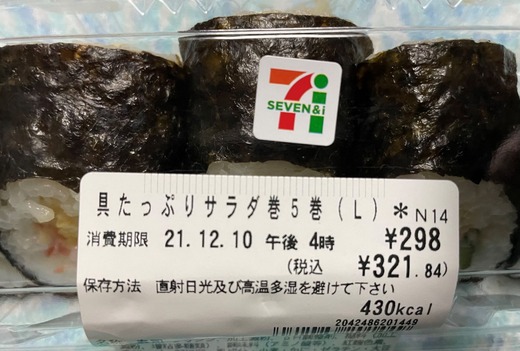 7i
SEVEN&i
具たっぷりサラダ巻5巻(L) *N14
消費期限 21.12.10 午後 4時 ¥298
(税込 ¥321.84)
保存方法 直射日光及び高温多湿を避けて下さい
430kcal
2042486201449